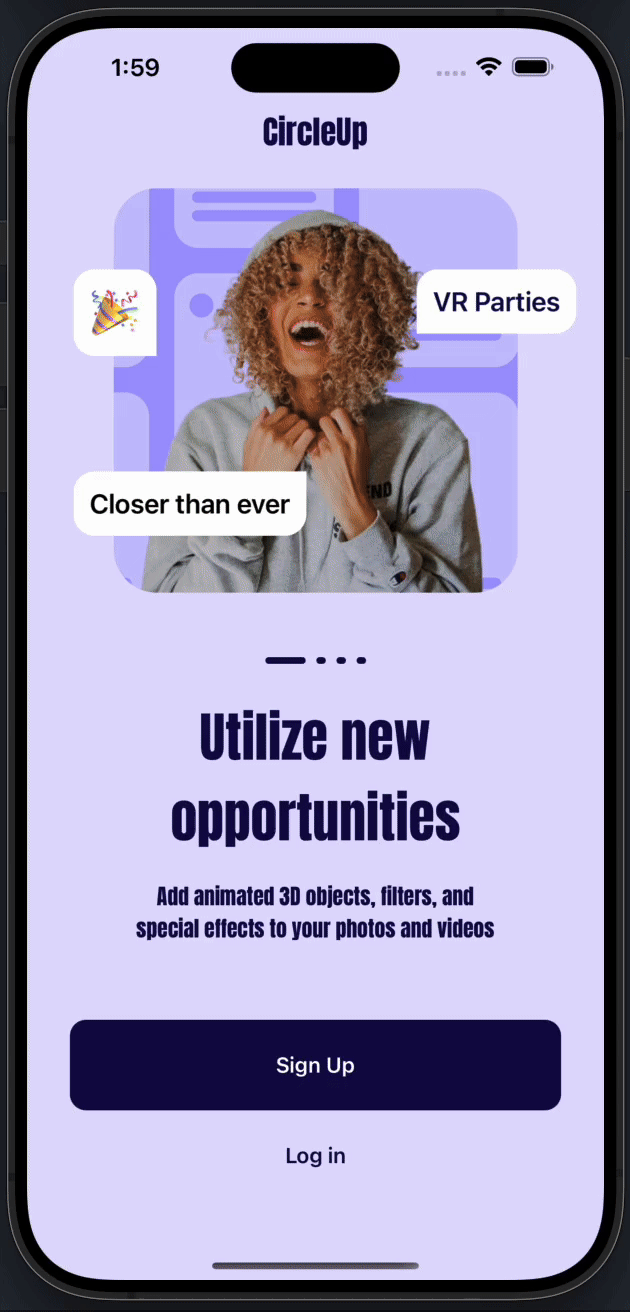 1:59
CircleUp
VR Parties
END
Closer than ever
Utilize new
opportunities
Add animated 3D objects, filters, and
special effects to your photos and videos
Sign Up
Log in